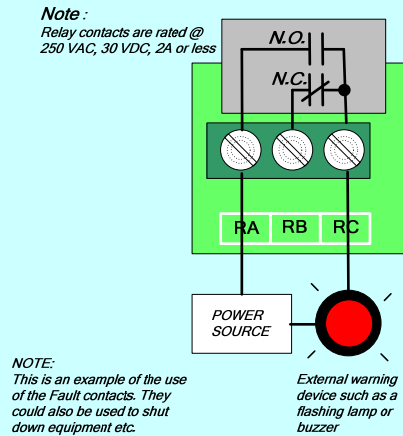 Note :
Relay contacts are rated @
250 VAC, 30 VDC, 2A or less
N.O.
N.C.
RA RB RC
POWER
SOURCE
NOTE:
This is an example of the use
of the Fault contacts. They
could also be used to shut
down equipment etc.
External warning
device such as a
flashing lamp or
buzzer